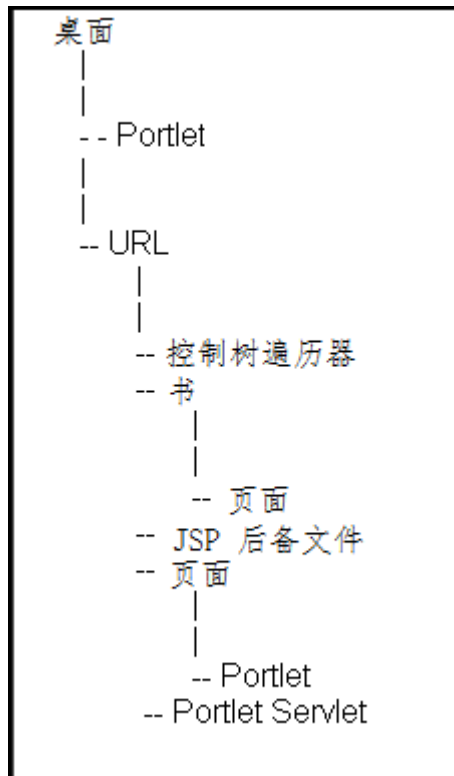 桌面
|
|
- - Portlet
|
|
-- URL
|
|
-- 控制树遍历器
-- 书
|
|
-- 页面
-- JSP 后备文件
-- 页面
|
|
-- Portlet
-- Portlet Servlet